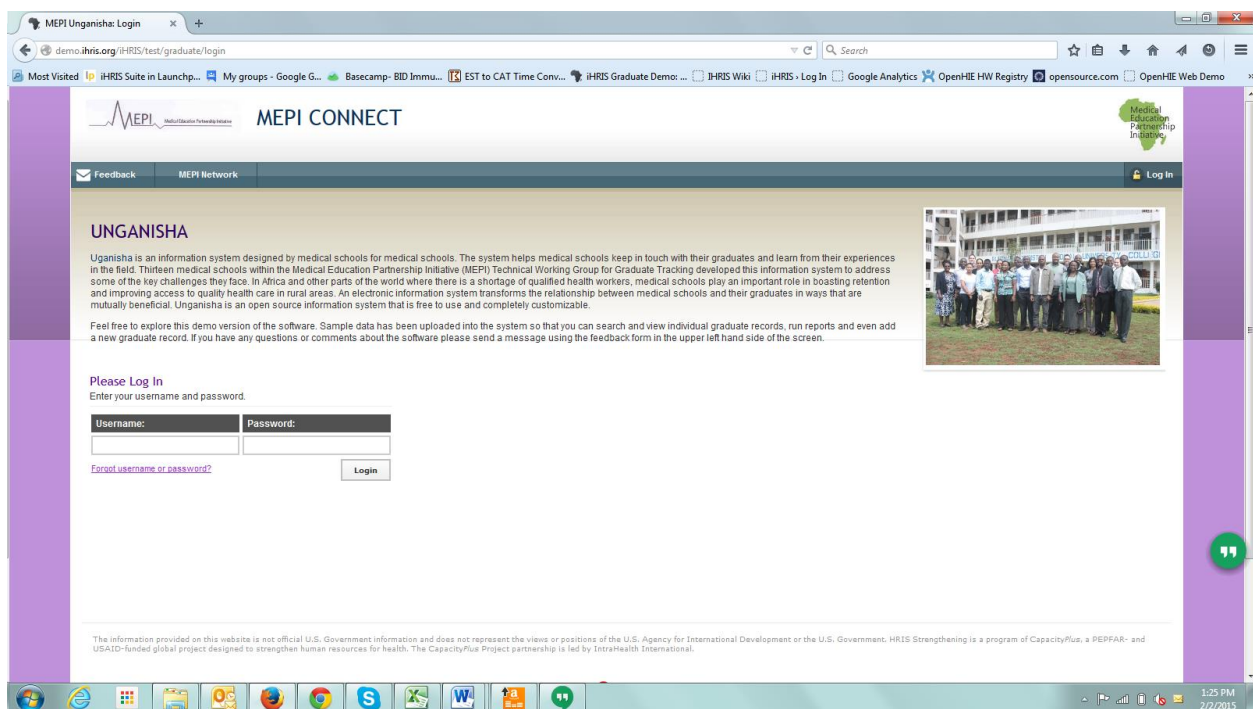 MEPI Unganisha: Login
demo.ihris.org/iHRIS/test/graduate/login
Search
Most Visited
iHRIS Suite in Launchp...
My groups - Google G...
Basecamp- BID Immu...
EST to CAT Time Conv...
iHRIS Graduate Demo: ...
IHRIS Wiki
iHRIS › Log In
Google Analytics
OpenHIE HW Registry
opensource.com
OpenHIE Web Demo
MEPI
MEPI CONNECT
Medical
Education
Partnership
Initiative
Feedback
MEPI Network
Log In
UNGANISHA
Uganisha is an information system designed by medical schools for medical schools. The system helps medical schools keep in touch with their graduates and learn from their experiences
in the field. Thirteen medical schools within the Medical Education Partnership Initiative (MEPI) Technical Working Group for Graduate Tracking developed this information system to address
some of the key challenges they face. In Africa and other parts of the world where there is a shortage of qualified health workers, medical schools play an important role in boasting retention
and improving access to quality health care in rural areas. An electronic information system transforms the relationship between medical schools and their graduates in ways that are
mutually beneficial. Unganisha is an open source information system that is free to use and completely customizable.
Feel free to explore this demo version of the software. Sample data has been uploaded into the system so that you can search and view individual graduate records, run reports and even add
a new graduate record. If you have any questions or comments about the software please send a message using the feedback form in the upper left hand side of the screen.
Please Log In
Enter your username and password.
Username:
Password:
Forgot username or password?
Login
The information provided on this website is not official U.S. Government information and does not represent the views or positions of the U.S. Agency for International Development or the U.S. Government. HRIS Strengthening is a program of CapacityPlus, a PEPFAR- and
USAID-funded global project designed to strengthen human resources for health. The CapacityPlus Project partnership is led by IntraHealth International.
1:25 PM
2/2/2015